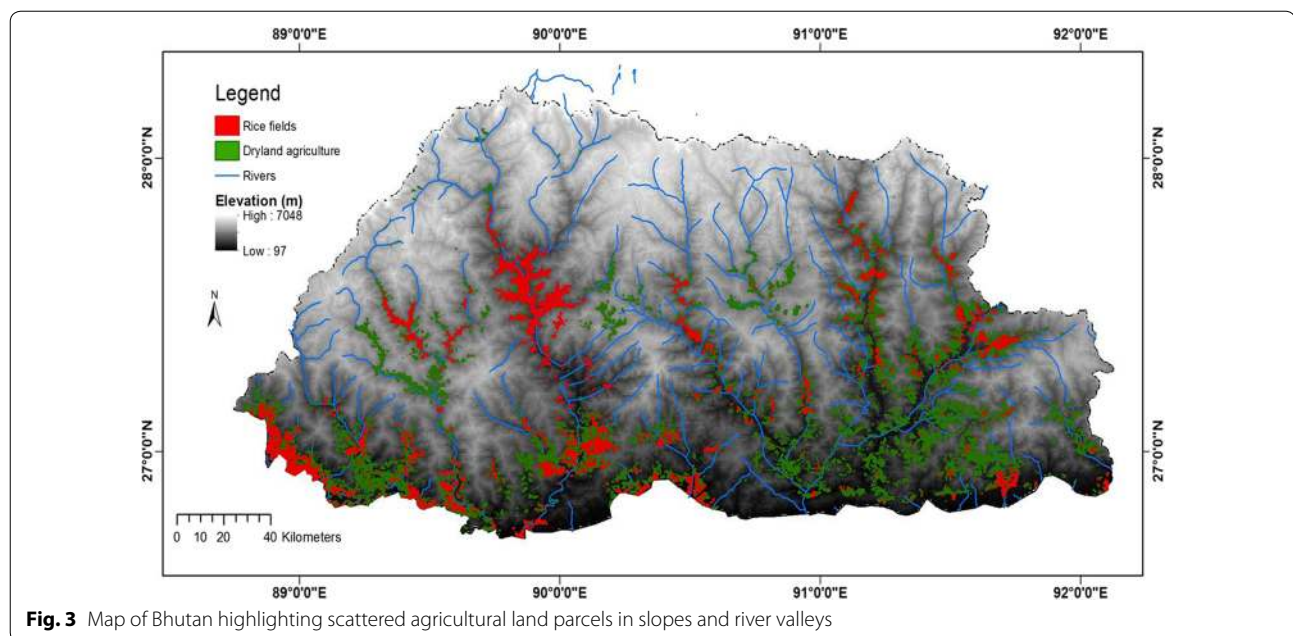 89°0'0"E 90°0'0"E 91°0'0"E 92°0'0"E
Legend
Rice fields
Dryland agriculture
Rivers
Elevation (m)
High : 7048
Low : 97
28°0'0"N 28°0'0"N
N
27°0'0"N 27°0'0"N
0 10 20 40 Kilometers
89°0'0"E 90°0'0"E 91°0'0"E 92°0'0"E
Fig. 3 Map of Bhutan highlighting scattered agricultural land parcels in slopes and river valleys